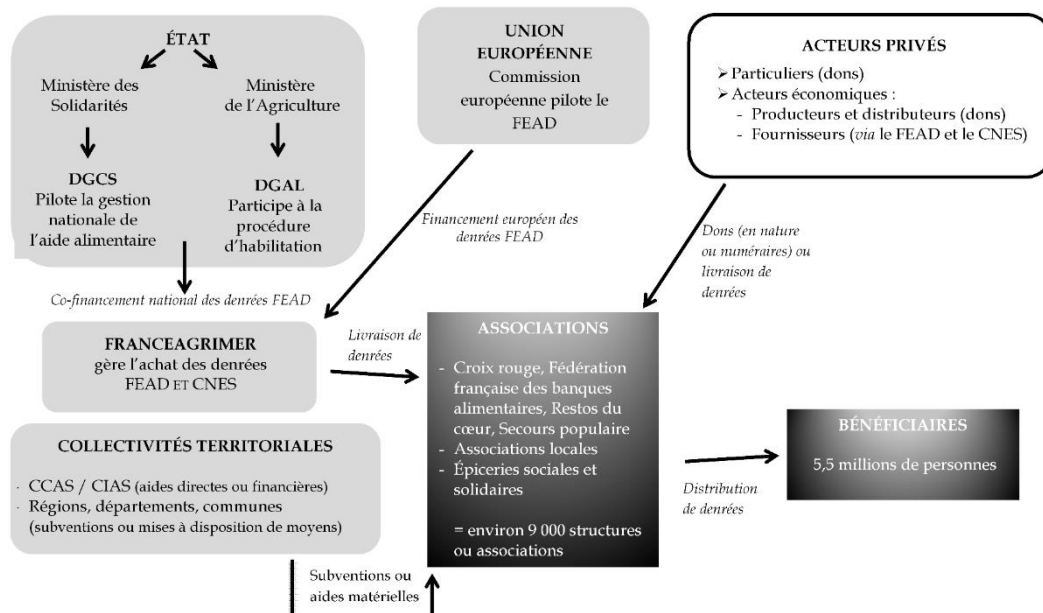 ÉTAT
Ministère des
Solidarités
Ministère
de l'Agriculture
DGCS
Pilote la gestion
nationale de
l'aide alimentaire
DGAL
Participe à la
procédure
d'habilitation
UNION
EUROPÉENNE
Commission
européenne pilote le
FEAD
ACTEURS PRIVÉS
➢ Particuliers (dons)
➢ Acteurs économiques :
- Producteurs et distributeurs (dons)
- Fournisseurs (via le FEAD et le CNES)
Financement européen des
denrées FEAD
Dons (en nature
ou numéraires) ou
livraison de
denrées
Co-financement national des denrées FEAD
FRANCEAGRIMER
gère l'achat des denrées
FEAD ET CNES
Livraison de
denrées
ASSOCIATIONS
- Croix rouge, Fédération
française des banques
alimentaires, Restos du
cœur, Secours populaire
- Associations locales
- Épiceries sociales et
solidaires
= environ 9 000 structures
ou associations
BÉNÉFICIAIRES
5,5 millions de personnes
Distribution
de denrées
COLLECTIVITÉS TERRITORIALES
· CCAS / CIAS (aides directes ou financières)
· Régions, départements, communes
(subventions ou mises à disposition de moyens)
Subventions ou
aides matérielles